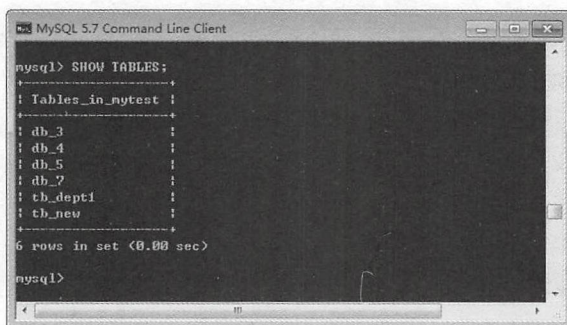 MySQL 5.7 Command Line Client
mysql> SHOW TABLES;
+------------------+
| Tables_in_mytest |
+------------------+
| db_3             |
| db_4             |
| db_5             |
| db_7             |
| tb_dept1         |
| tb_new           |
+------------------+
6 rows in set (0.00 sec)
mysql>